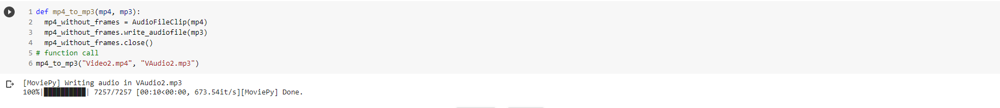 1 def mp4_to_mp3(mp4, mp3):
2   mp4_without_frames = AudioFileClip(mp4)
3   mp4_without_frames.write_audiofile(mp3)
4   mp4_without_frames.close()
5 # function call
6 mp4_to_mp3("Video2.mp4", "VAudio2.mp3")
[MoviePy] Writing audio in VAudio2.mp3
100%|██████████| 7257/7257 [00:10<00:00, 673.54it/s][MoviePy] Done.